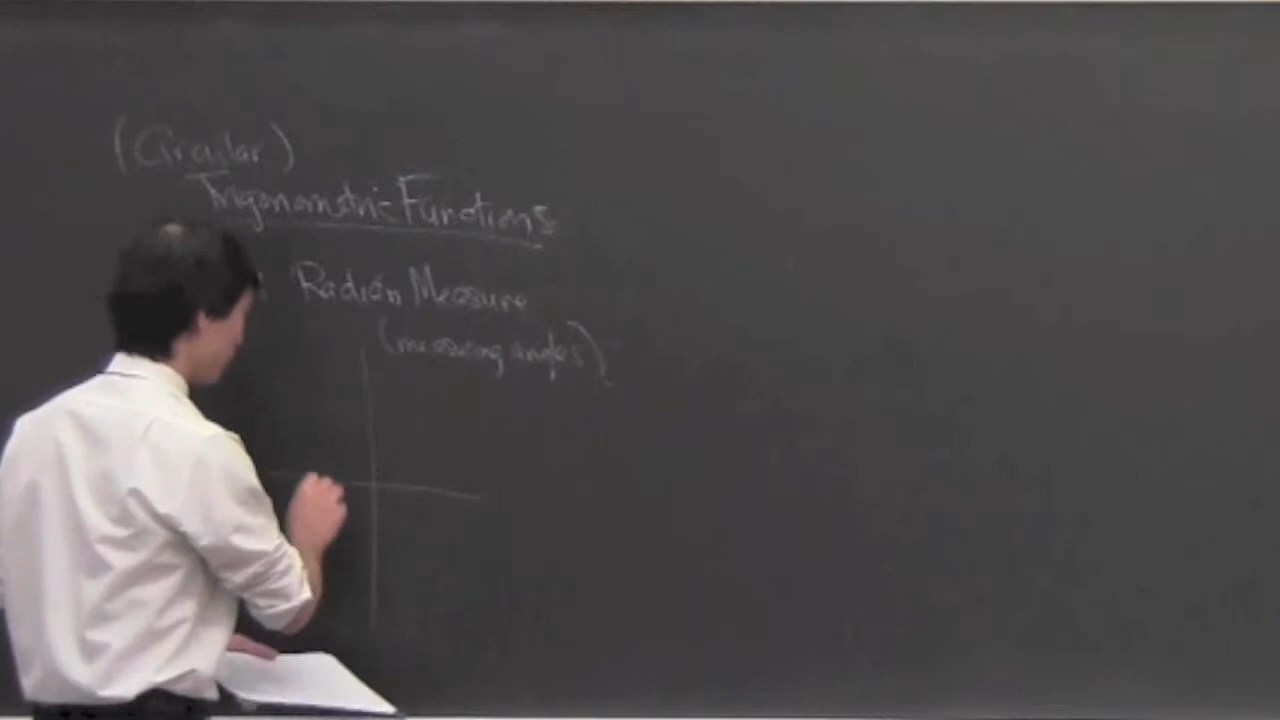 (Circular)
Trigonometric Functions
Radian Measure
(measuring angles)